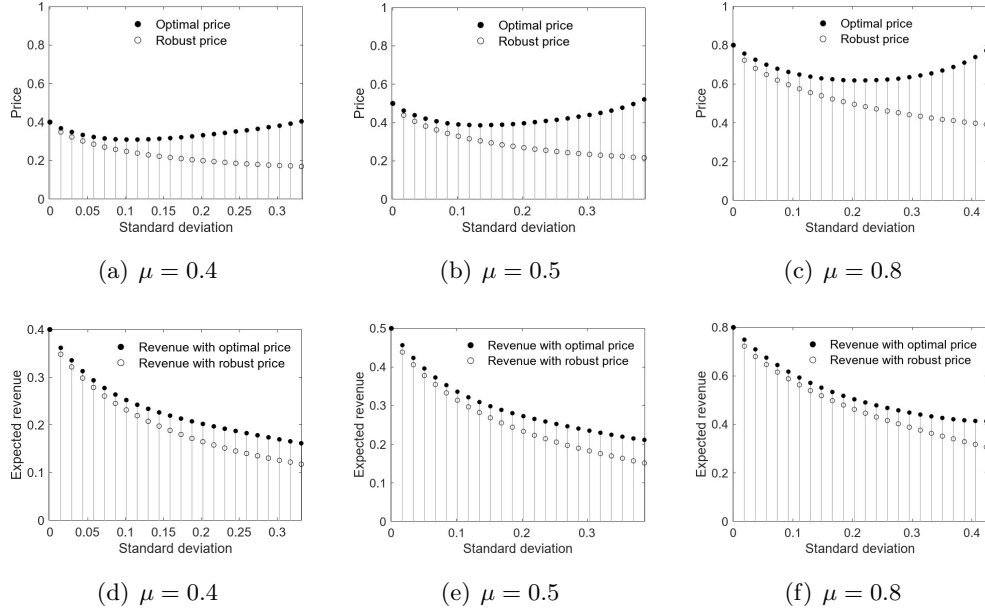 1
0.8
0.6
0.4
0.2
0
Price
Optimal price
Robust price
0 0.05 0.1 0.15 0.2 0.25 0.3
Standard deviation
(a) μ = 0.4
1
0.8
0.6
0.4
0.2
0
Price
Optimal price
Robust price
0 0.1 0.2 0.3
Standard deviation
(b) μ = 0.5
1
0.8
0.6
0.4
0.2
0
Price
Optimal price
Robust price
0 0.1 0.2 0.3 0.4
Standard deviation
(c) μ = 0.8
0.4
0.3
0.2
0.1
0
Expected revenue
Revenue with optimal price
Revenue with robust price
0 0.05 0.1 0.15 0.2 0.25 0.3
Standard deviation
(d) μ = 0.4
0.5
0.4
0.3
0.2
0.1
0
Expected revenue
Revenue with optimal price
Revenue with robust price
0 0.1 0.2 0.3
Standard deviation
(e) μ = 0.5
0.8
0.6
0.4
0.2
0
Expected revenue
Revenue with optimal price
Revenue with robust price
0 0.1 0.2 0.3 0.4
Standard deviation
(f) μ = 0.8